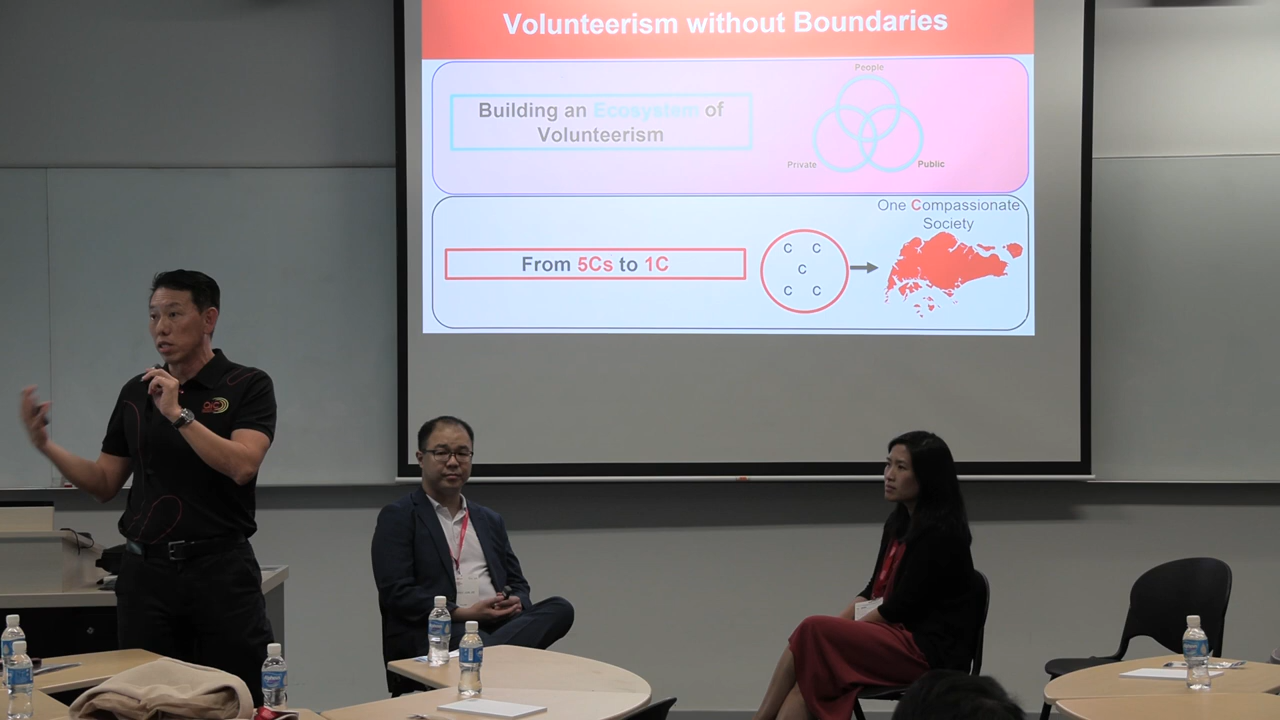 Volunteerism without Boundaries
People
Building an Ecosystem of
Volunteerism
Private
Public
One Compassionate
Society
From 5Cs to 1C
C C
C
C C